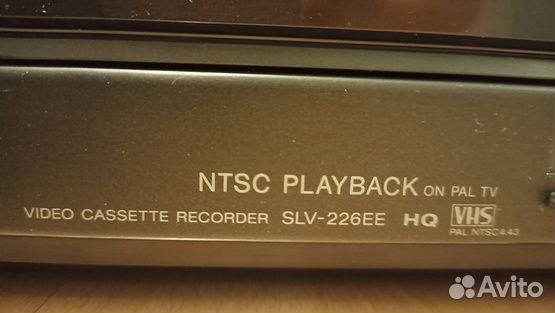 NTSC PLAYBACK ON PAL TV
VIDEO CASSETTE RECORDER SLV-226EE HQ VHS
PAL NTSC4.43
Avito